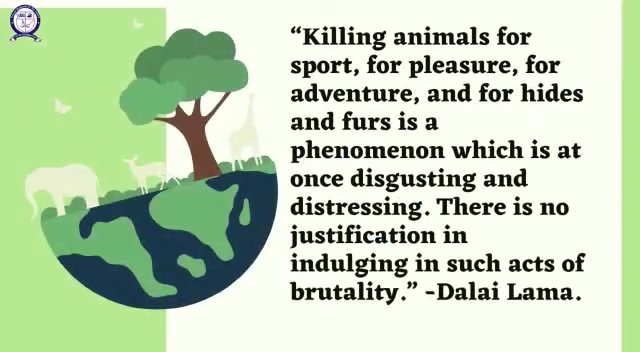 “Killing animals for
sport, for pleasure, for
adventure, and for hides
and furs is a
phenomenon which is at
once disgusting and
distressing. There is no
justification in
indulging in such acts of
brutality.” -Dalai Lama.